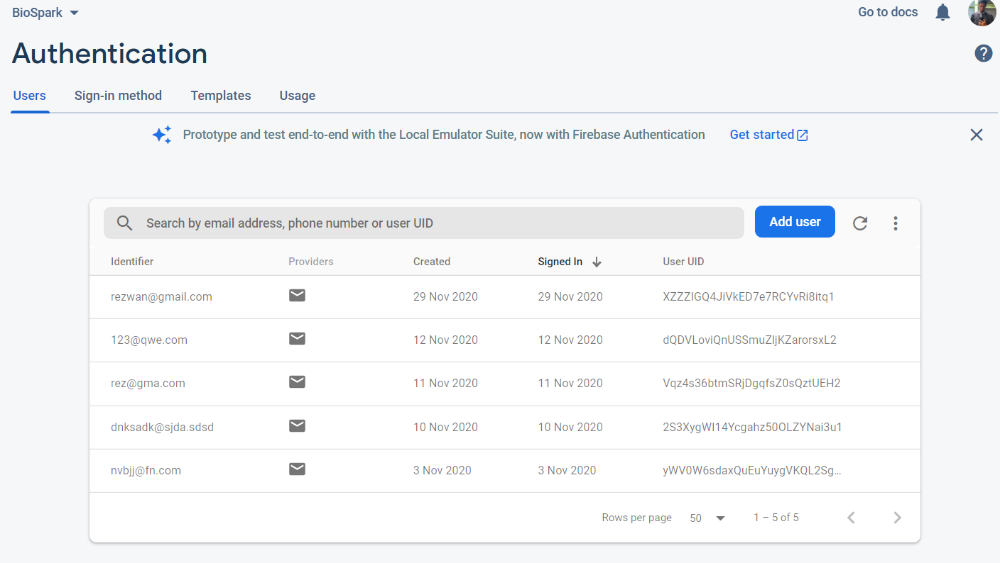 BioSpark
Go to docs
Authentication
Users Sign-in method Templates Usage
Prototype and test end-to-end with the Local Emulator Suite, now with Firebase Authentication Get started
Search by email address, phone number or user UID
Add user
Identifier Providers Created Signed In User UID
rezwan@gmail.com 29 Nov 2020 29 Nov 2020 XZZZIGQ4JiVkED7e7RCYvRi8itq1
123@qwe.com 12 Nov 2020 12 Nov 2020 dQDVLoviQnUSSmuZIjKZarorsxL2
rez@gma.com 11 Nov 2020 11 Nov 2020 Vqz4s36btmSRjDgqfsZ0sQztUEH2
dnksadk@sjda.sdsd 10 Nov 2020 10 Nov 2020 2S3XygWI14Ycgahz50OLZYNai3u1
nvbjj@fn.com 3 Nov 2020 3 Nov 2020 yWV0W6sdaxQuEuYuygVKQL2Sg...
Rows per page 50 1 – 5 of 5